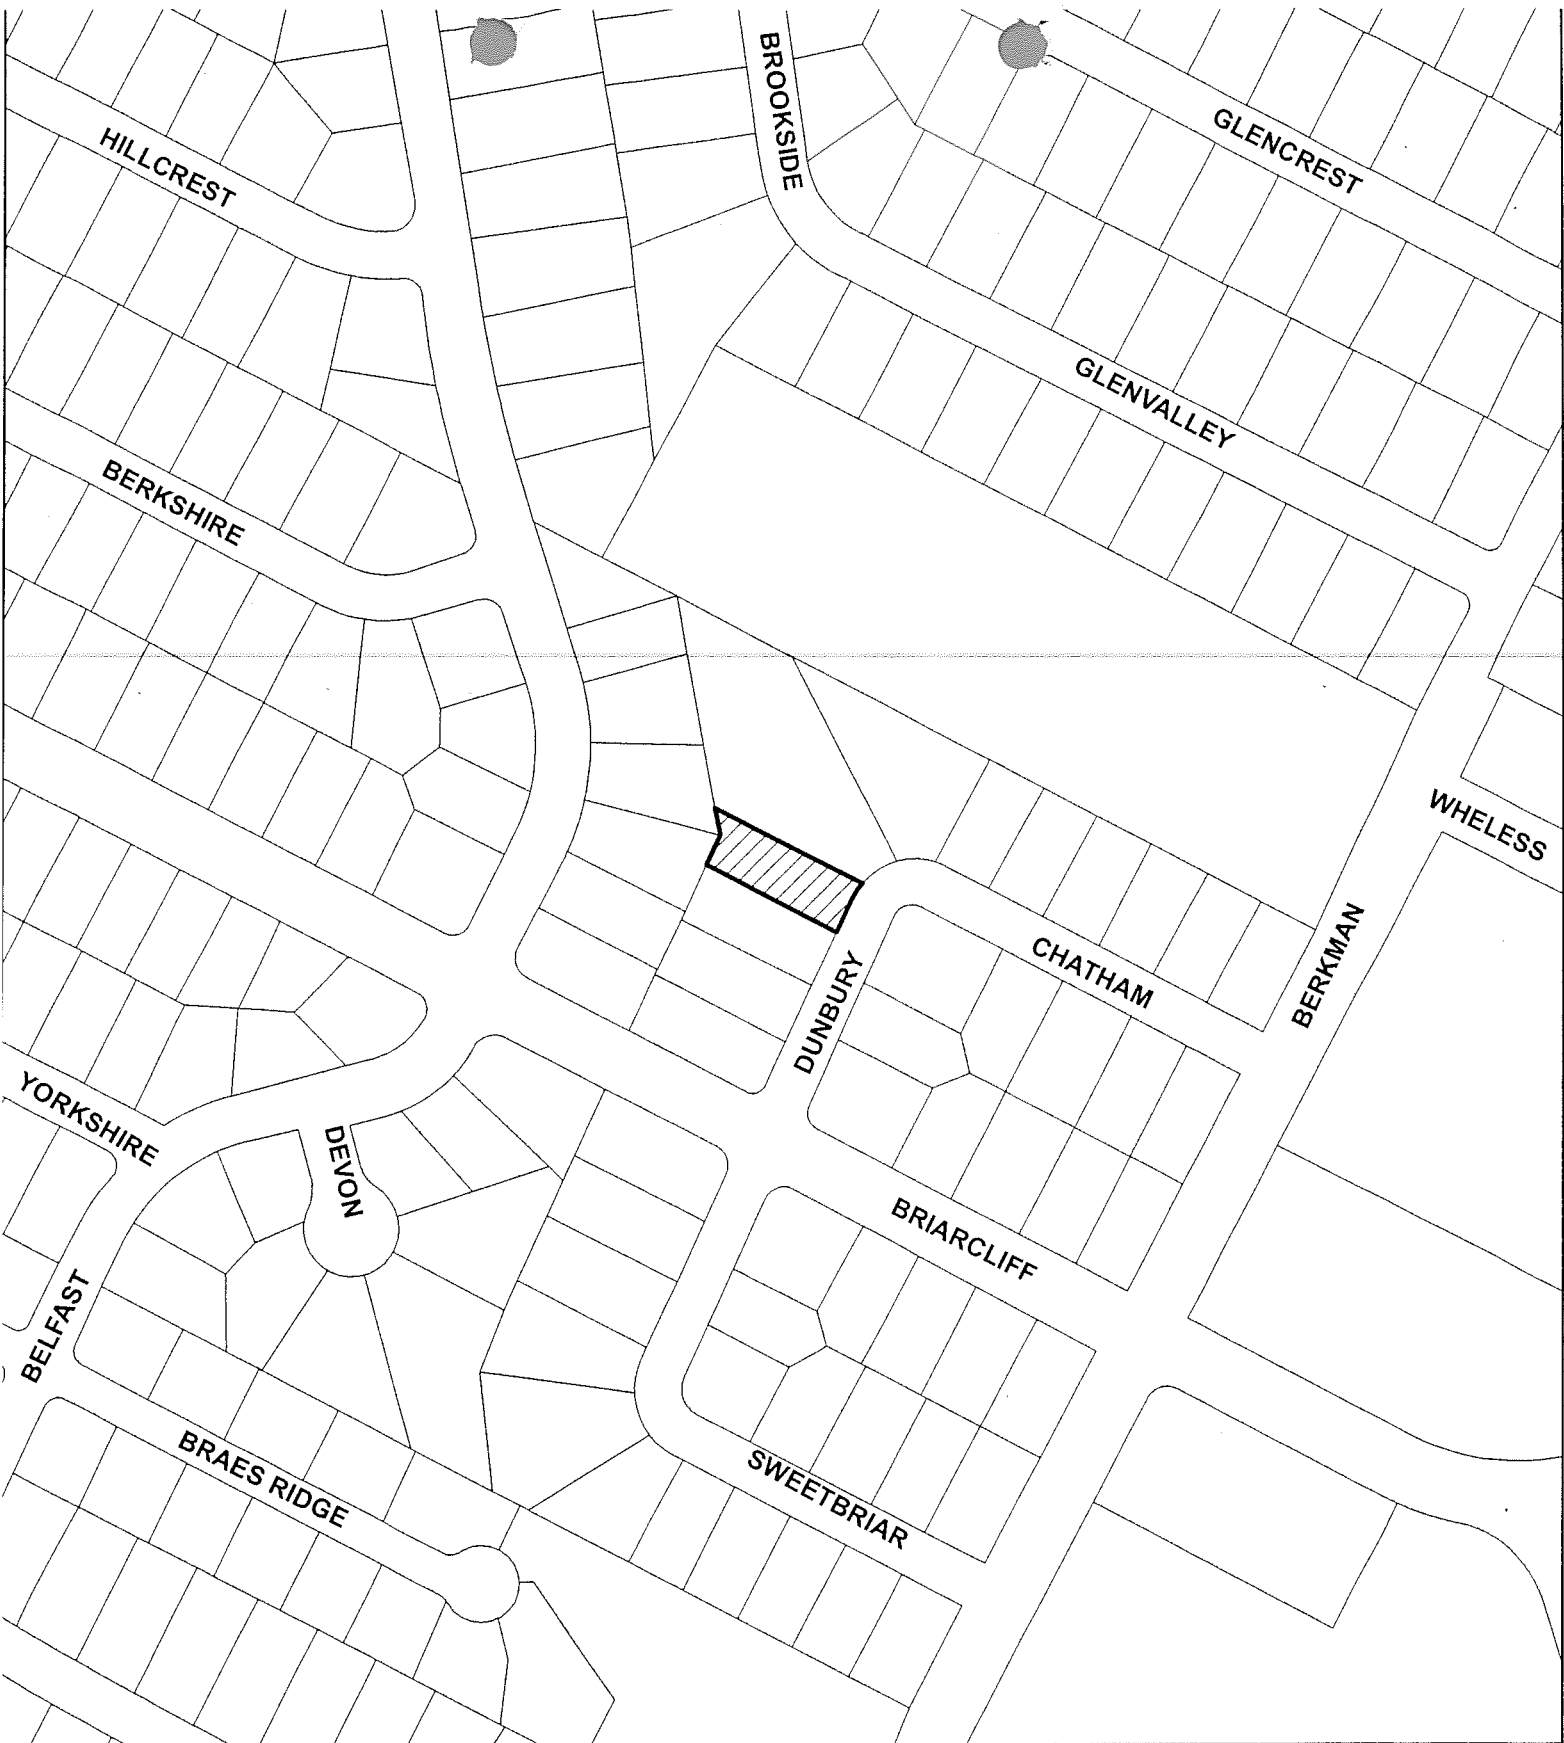 BROOKSIDE
GLENCREST
HILLCREST
GLENVALLEY
BERKSHIRE
WHELESS
BERKMAN
CHATHAM
DUNBURY
YORKSHIRE
DEVON
BRIARCLIFF
BELFAST
BRAES RIDGE
SWEETBRIAR